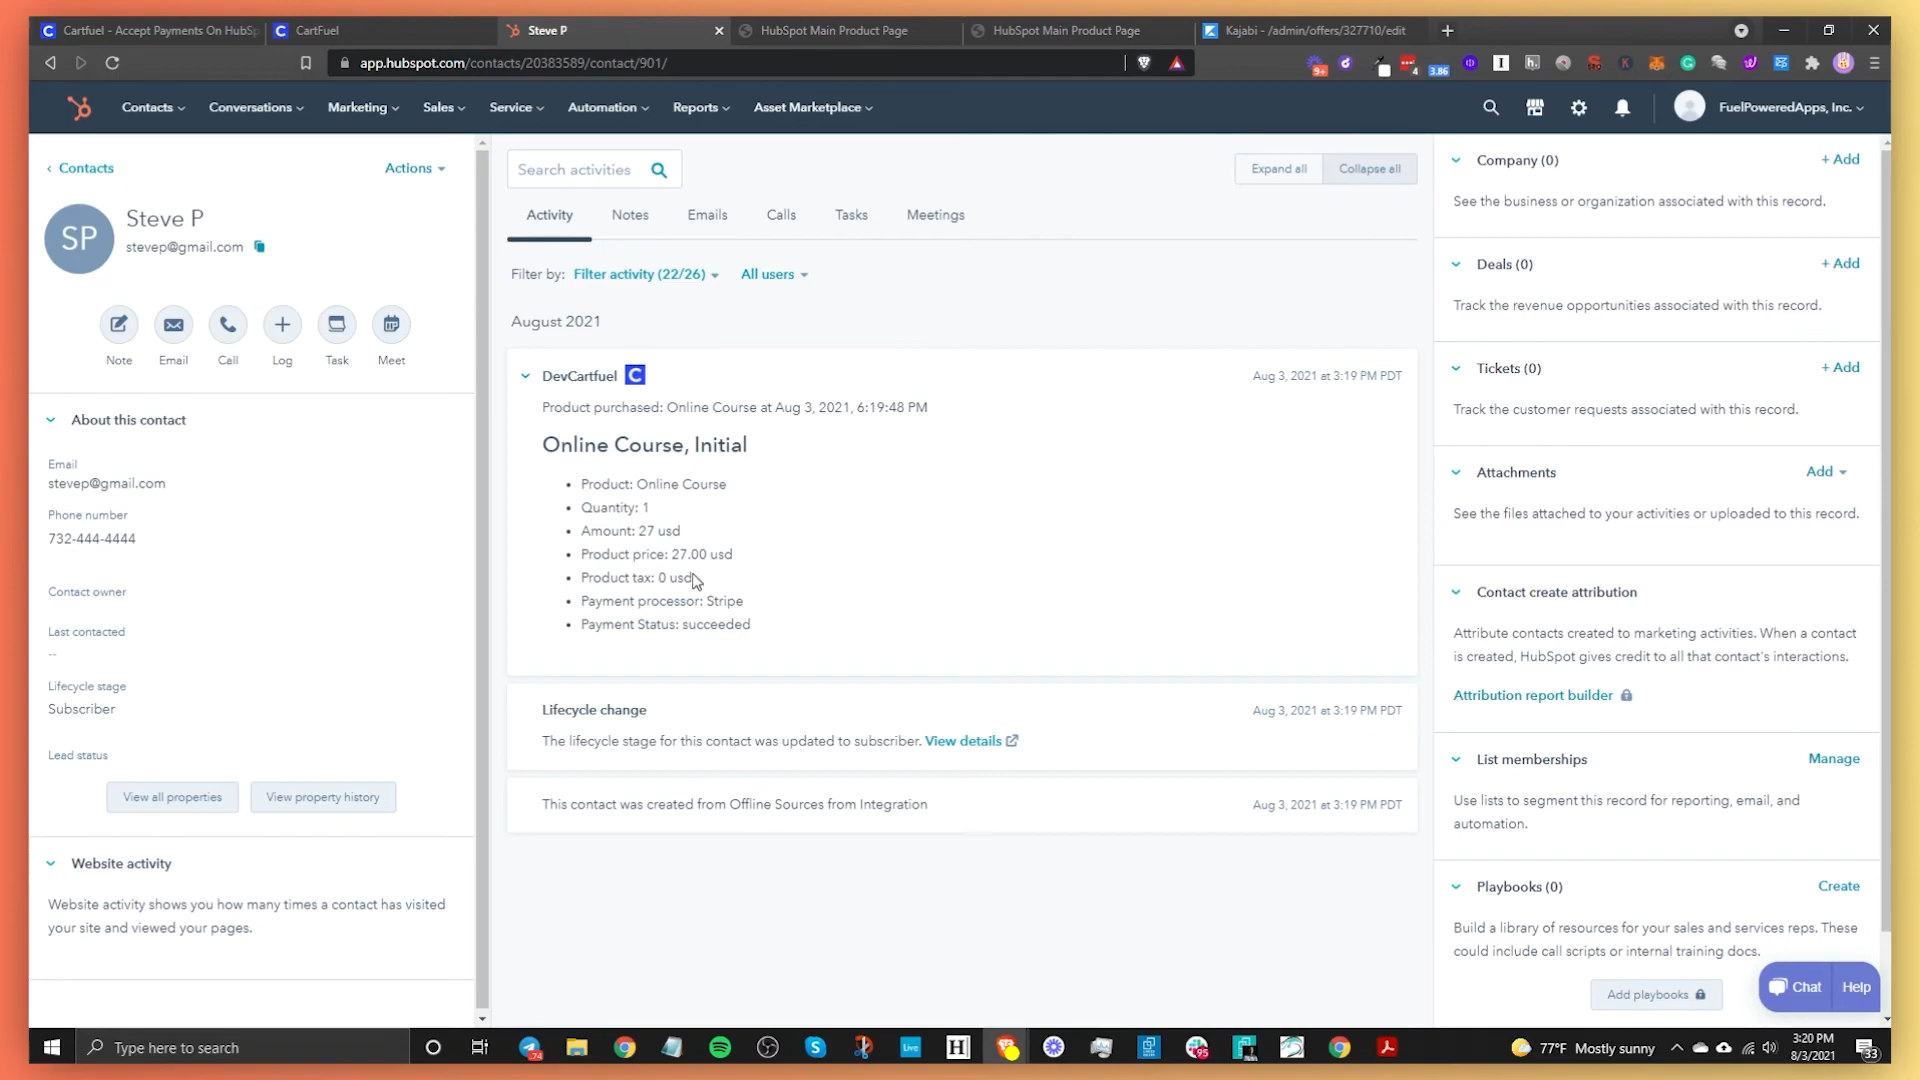 Cartfuel - Accept Payments On HubSp
CartFuel
Steve P
HubSpot Main Product Page
HubSpot Main Product Page
Kajabi - /admin/offers/327710/edit
app.hubspot.com/contacts/20383589/contact/901/
9+
4
3.86
Contacts
Conversations
Marketing
Sales
Service
Automation
Reports
Asset Marketplace
FuelPoweredApps, Inc.
Contacts
Actions
SP
Steve P
stevep@gmail.com
Note
Email
Call
Log
Task
Meet
About this contact
Email
stevep@gmail.com
Phone number
732-444-4444
Contact owner
Last contacted
--
Lifecycle stage
Subscriber
Lead status
View all properties
View property history
Website activity
Website activity shows you how many times a contact has visited
your site and viewed your pages.
Search activities
Expand all
Collapse all
Activity
Notes
Emails
Calls
Tasks
Meetings
Filter by: Filter activity (22/26)
All users
August 2021
DevCartfuel
C
Aug 3, 2021 at 3:19 PM PDT
Product purchased: Online Course at Aug 3, 2021, 6:19:48 PM
Online Course, Initial
• Product: Online Course
• Quantity: 1
• Amount: 27 usd
• Product price: 27.00 usd
• Product tax: 0 usd
• Payment processor: Stripe
• Payment Status: succeeded
Lifecycle change
Aug 3, 2021 at 3:19 PM PDT
The lifecycle stage for this contact was updated to subscriber. View details
This contact was created from Offline Sources from Integration
Aug 3, 2021 at 3:19 PM PDT
Company (0)
+ Add
See the business or organization associated with this record.
Deals (0)
+ Add
Track the revenue opportunities associated with this record.
Tickets (0)
+ Add
Track the customer requests associated with this record.
Attachments
Add
See the files attached to your activities or uploaded to this record.
Contact create attribution
Attribute contacts created to marketing activities. When a contact
is created, HubSpot gives credit to all that contact's interactions.
Attribution report builder
List memberships
Manage
Use lists to segment this record for reporting, email, and
automation.
Playbooks (0)
Create
Build a library of resources for your sales and services reps. These
could include call scripts or internal training docs.
Add playbooks
Chat
Help
Type here to search
74
Live
H
95
77°F Mostly sunny
3:20 PM
8/3/2021
33